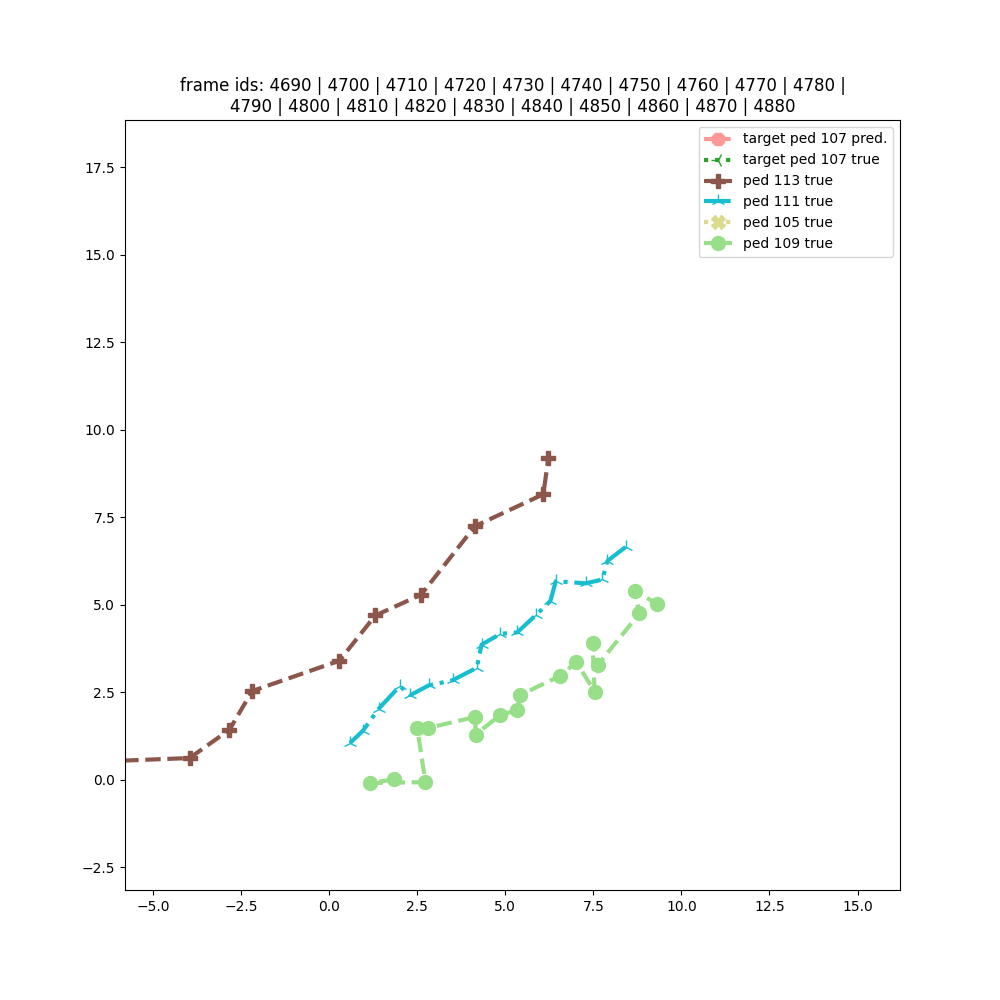 frame ids: 4690 | 4700 | 4710 | 4720 | 4730 | 4740 | 4750 | 4760 | 4770 | 4780 |
4790 | 4800 | 4810 | 4820 | 4830 | 4840 | 4850 | 4860 | 4870 | 4880
target ped 107 pred.
target ped 107 true
ped 113 true
ped 111 true
ped 105 true
ped 109 true
17.5
15.0
12.5
10.0
7.5
5.0
2.5
0.0
−2.5
−5.0 −2.5 0.0 2.5 5.0 7.5 10.0 12.5 15.0